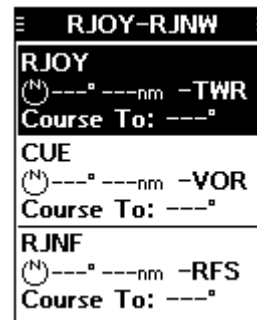 RJOY-RJNW
RJOY
(N)---° ---nm -TWR
Course To: ---°
CUE
(N)---° ---nm -VOR
Course To: ---°
RJNF
(N)---° ---nm -RFS
Course To: ---°